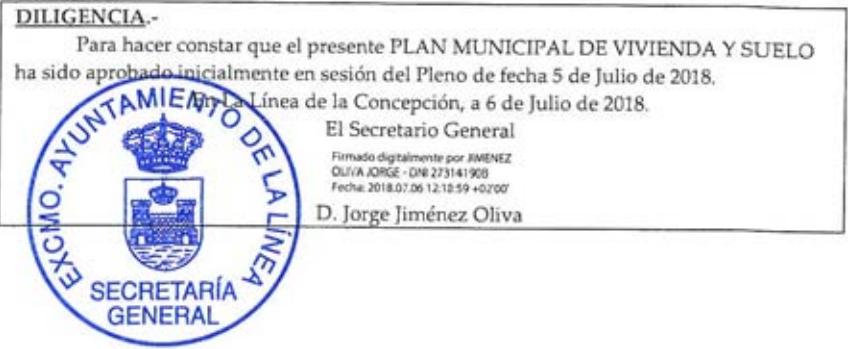 DILIGENCIA.-
Para hacer constar que el presente PLAN MUNICIPAL DE VIVIENDA Y SUELO
ha sido aprobado inicialmente en sesión del Pleno de fecha 5 de Julio de 2018.
En La Línea de la Concepción, a 6 de Julio de 2018.
El Secretario General
Firmado digitalmente por JIMENEZ
OLIVA JORGE - DNI 27314190B
Fecha: 2018.07.06 12:18:59 +02'00'
D. Jorge Jiménez Oliva
EXCMO. AYUNTAMIENTO DE LA LÍNEA
SECRETARÍA
GENERAL